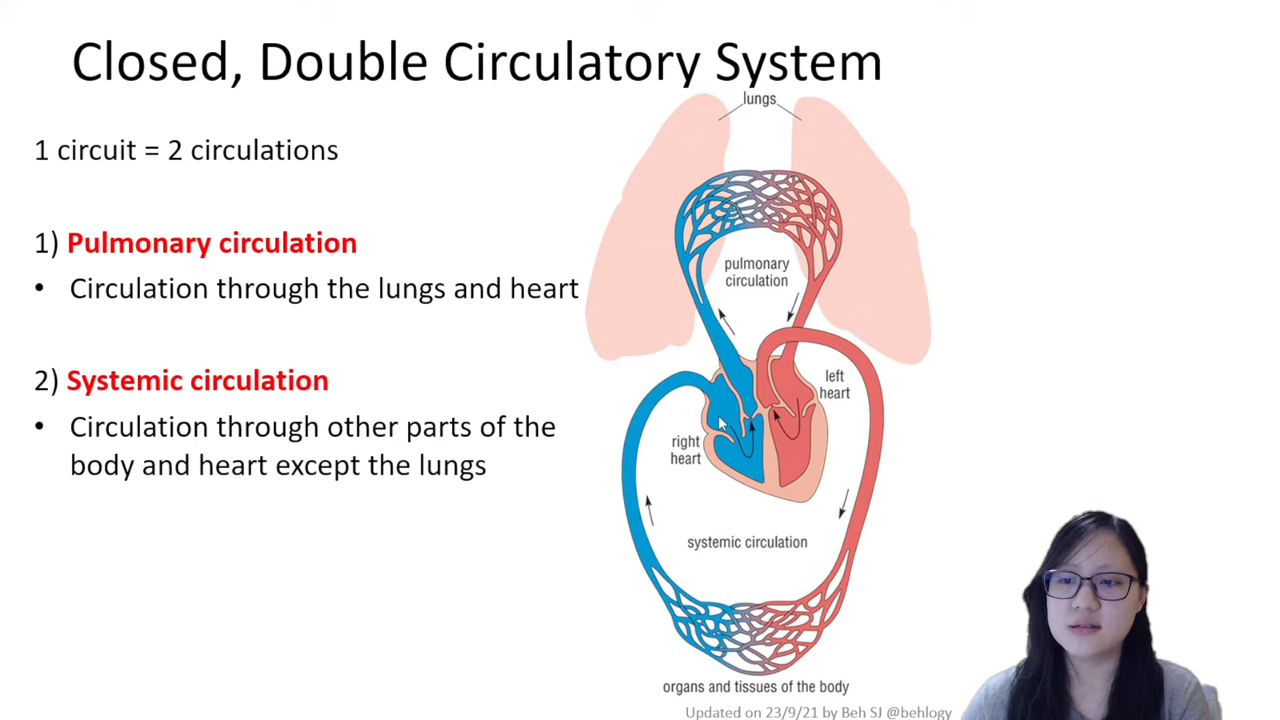 Closed, Double Circulatory System
1 circuit = 2 circulations
1) Pulmonary circulation
• Circulation through the lungs and heart
2) Systemic circulation
• Circulation through other parts of the
body and heart except the lungs
lungs
pulmonary
circulation
left
heart
right
heart
systemic circulation
organs and tissues of the body
Updated on 23/9/21 by Beh SJ @behlogy